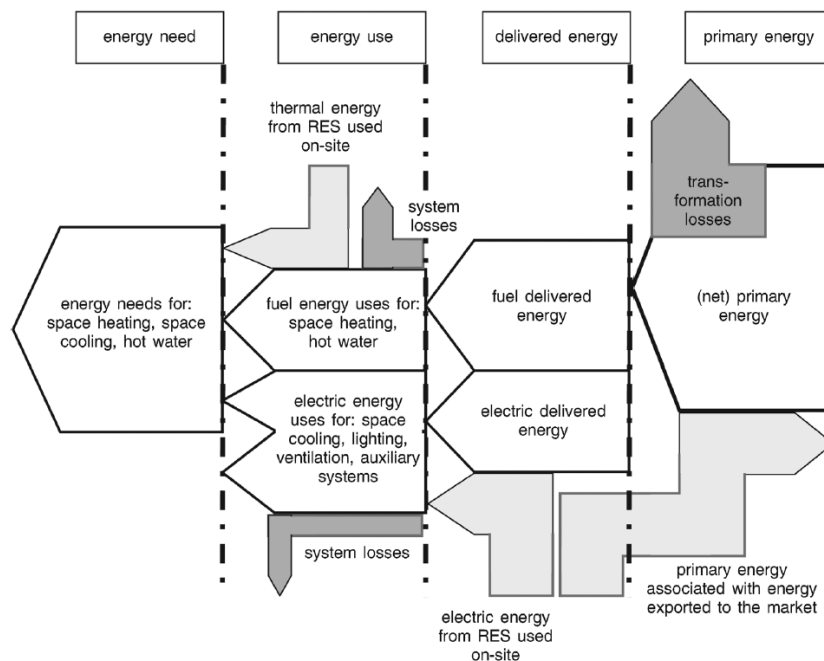 energy need
energy use
delivered energy
primary energy
thermal energy
from RES used
on-site
system
losses
trans-
formation
losses
energy needs for:
space heating, space
cooling, hot water
fuel energy uses for:
space heating,
hot water
fuel delivered
energy
(net) primary
energy
electric energy
uses for: space
cooling, lighting,
ventilation, auxiliary
systems
electric delivered
energy
system losses
electric energy
from RES used
on-site
primary energy
associated with energy
exported to the market